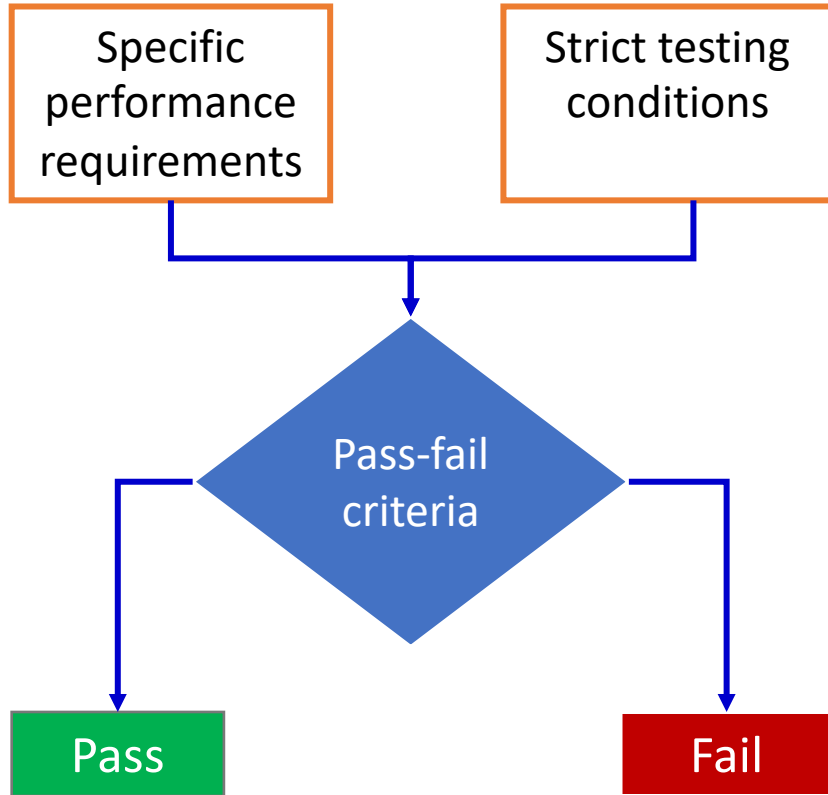 Specific
performance
requirements
Strict testing
conditions
Pass-fail
criteria
Pass
Fail